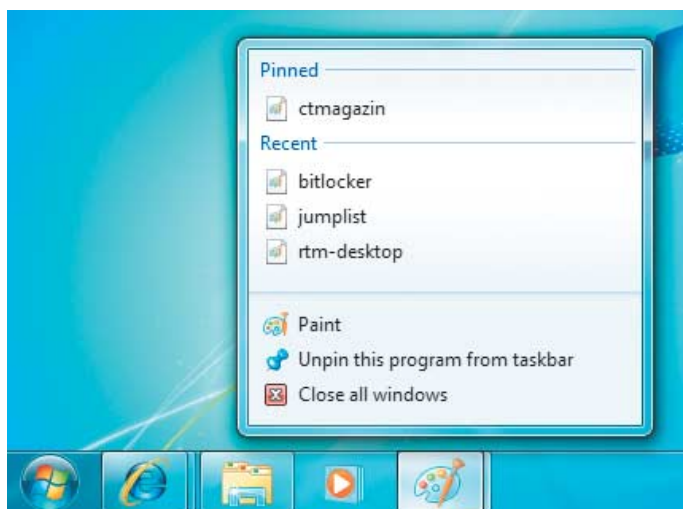 Pinned
ctmagazin
Recent
bitlocker
jumplist
rtm-desktop
Paint
Unpin this program from taskbar
Close all windows